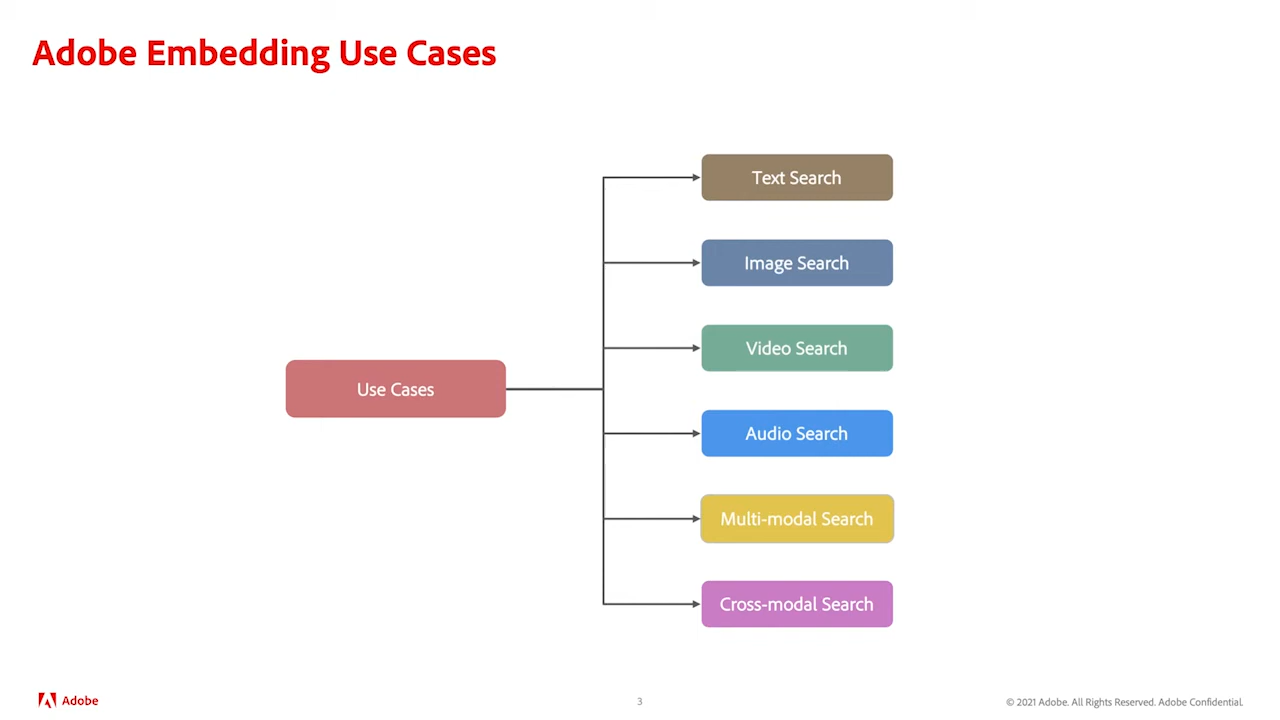 Adobe Embedding Use Cases
Text Search
Image Search
Video Search
Use Cases
Audio Search
Multi-modal Search
Cross-modal Search
Adobe
3
© 2021 Adobe. All Rights Reserved. Adobe Confidential.